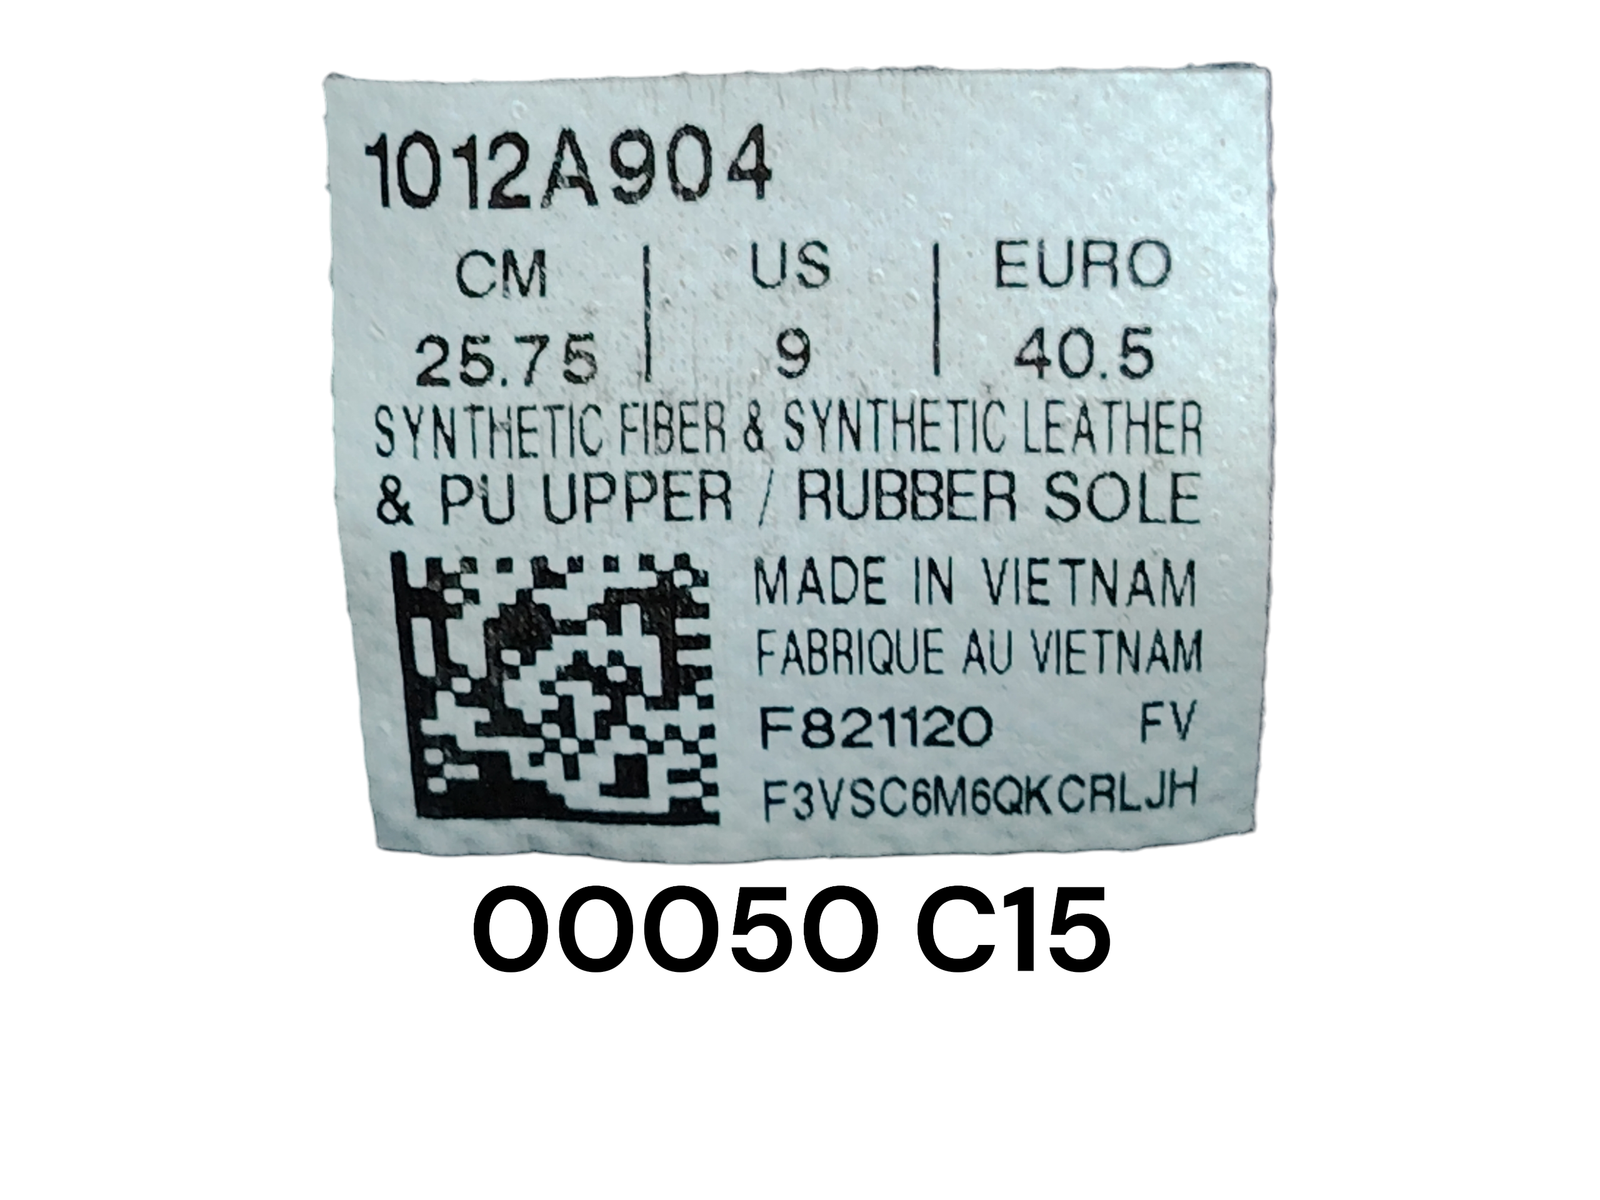 1012A904
CM | US | EURO
25.75 | 9 | 40.5
SYNTHETIC FIBER & SYNTHETIC LEATHER
& PU UPPER / RUBBER SOLE
MADE IN VIETNAM
FABRIQUE AU VIETNAM
F821120 FV
F3VSC6M6QKCRLJH
00050 C15